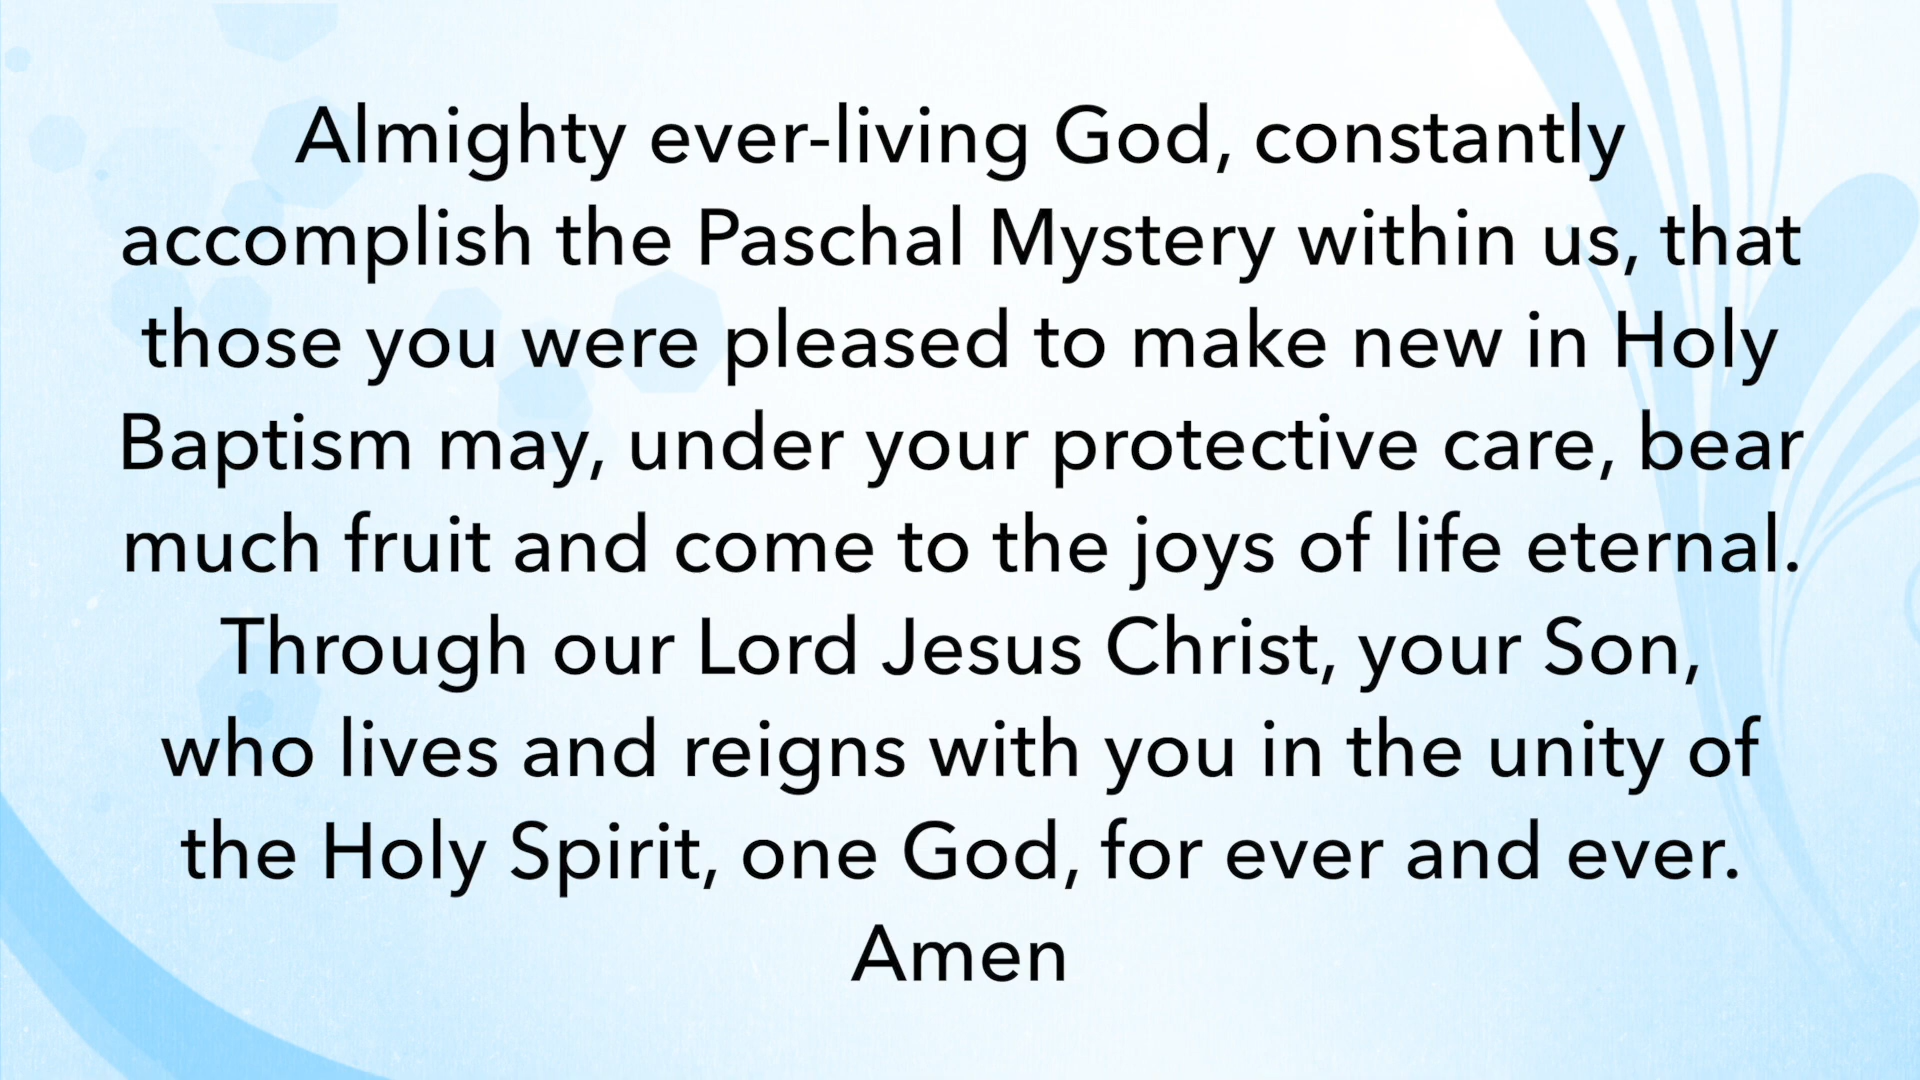 Almighty ever-living God, constantly
accomplish the Paschal Mystery within us, that
those you were pleased to make new in Holy
Baptism may, under your protective care, bear
much fruit and come to the joys of life eternal.
Through our Lord Jesus Christ, your Son,
who lives and reigns with you in the unity of
the Holy Spirit, one God, for ever and ever.
Amen